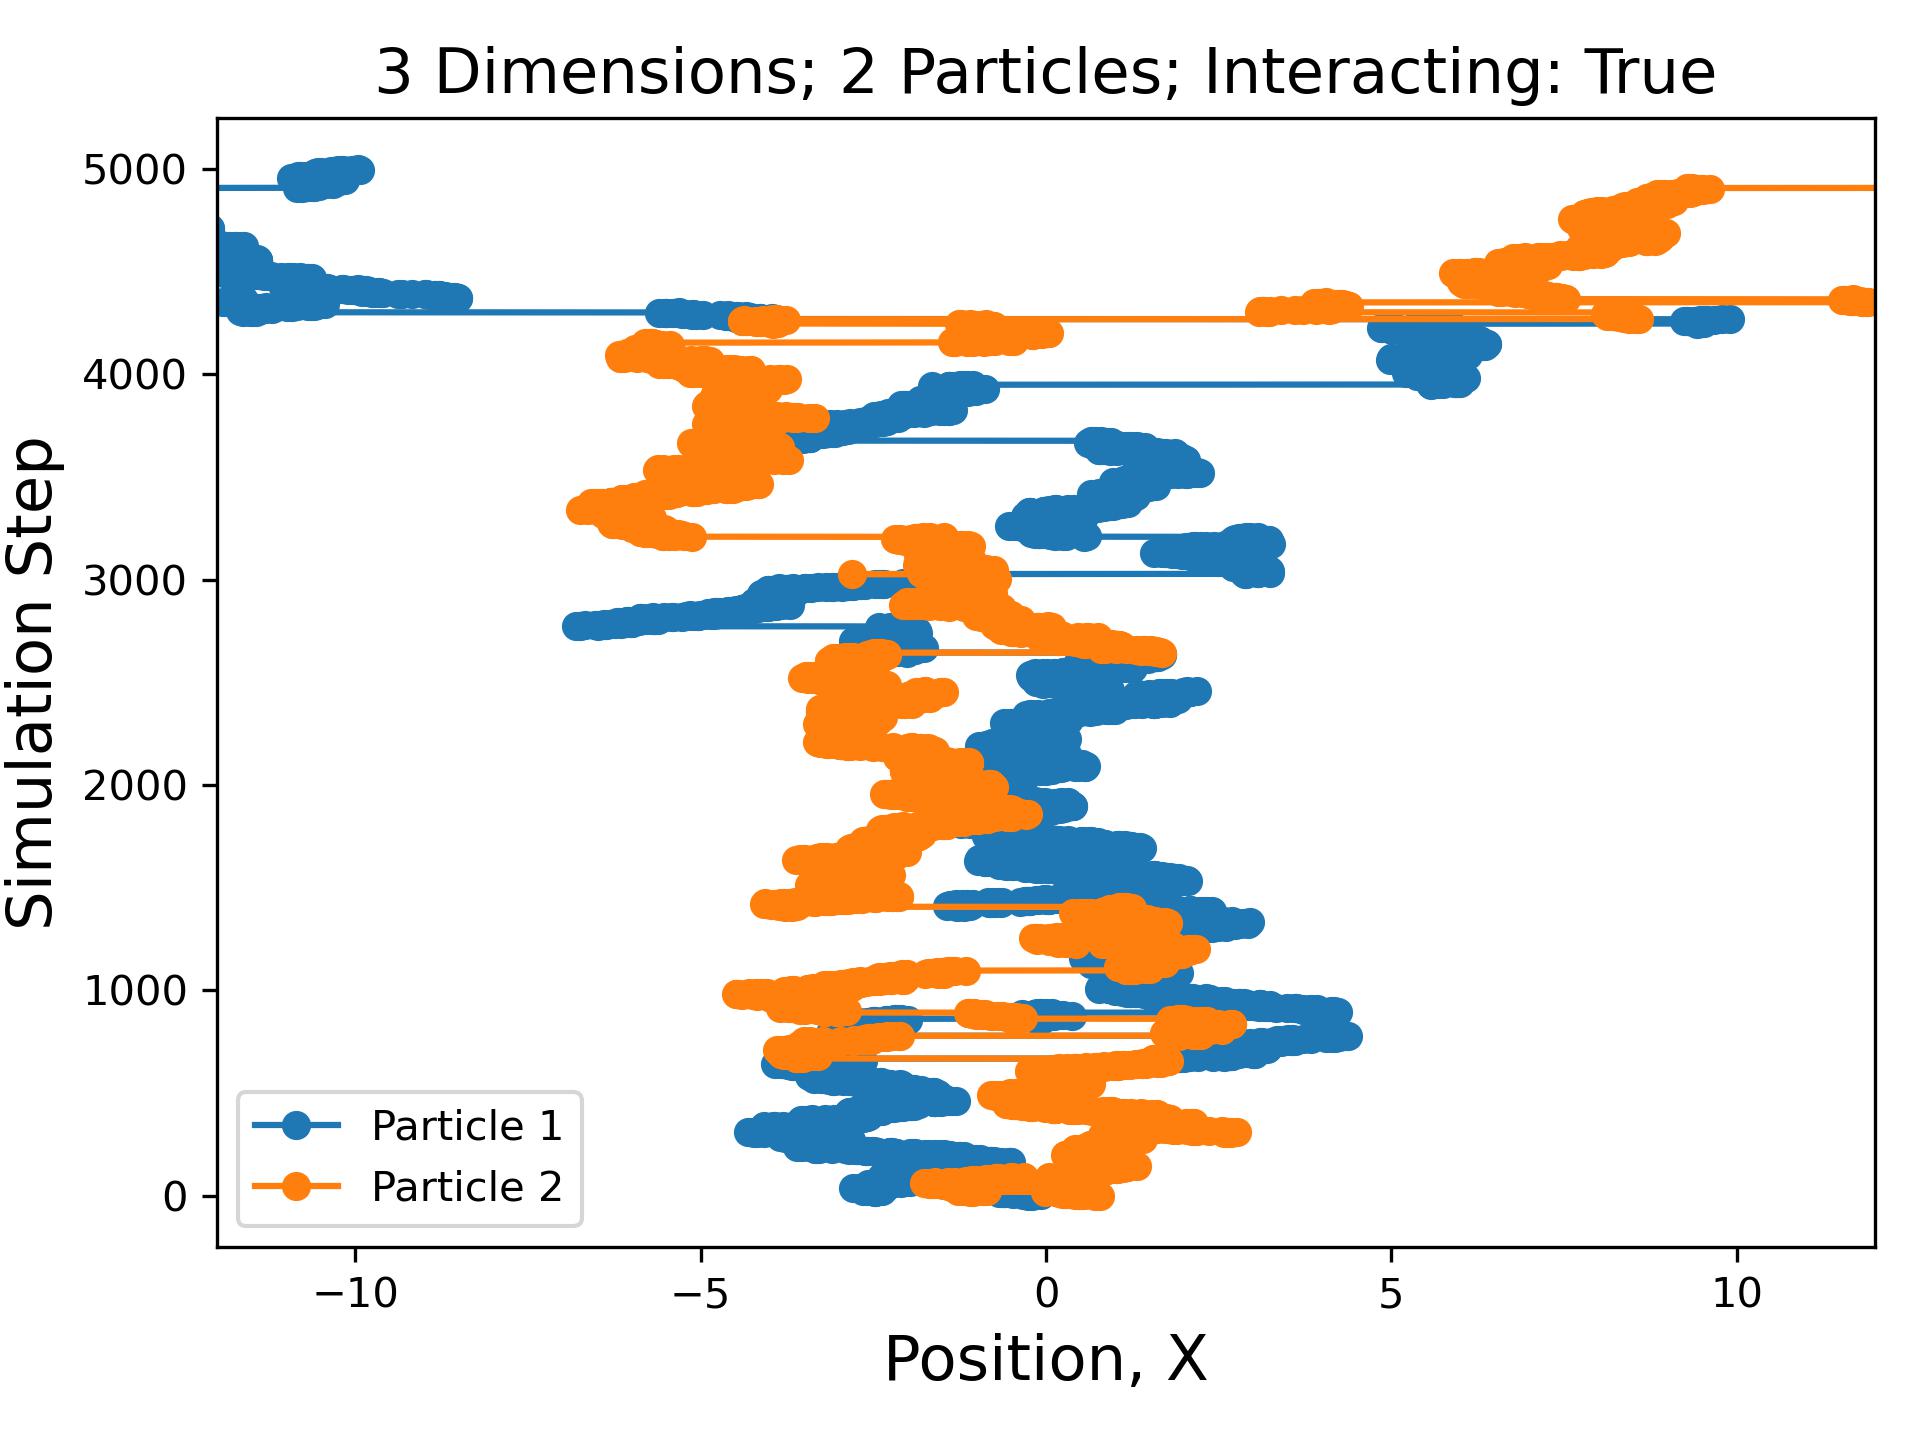 3 Dimensions; 2 Particles; Interacting: True
Simulation Step
5000
4000
3000
2000
1000
0
Particle 1
Particle 2
−10
−5
0
5
10
Position, X